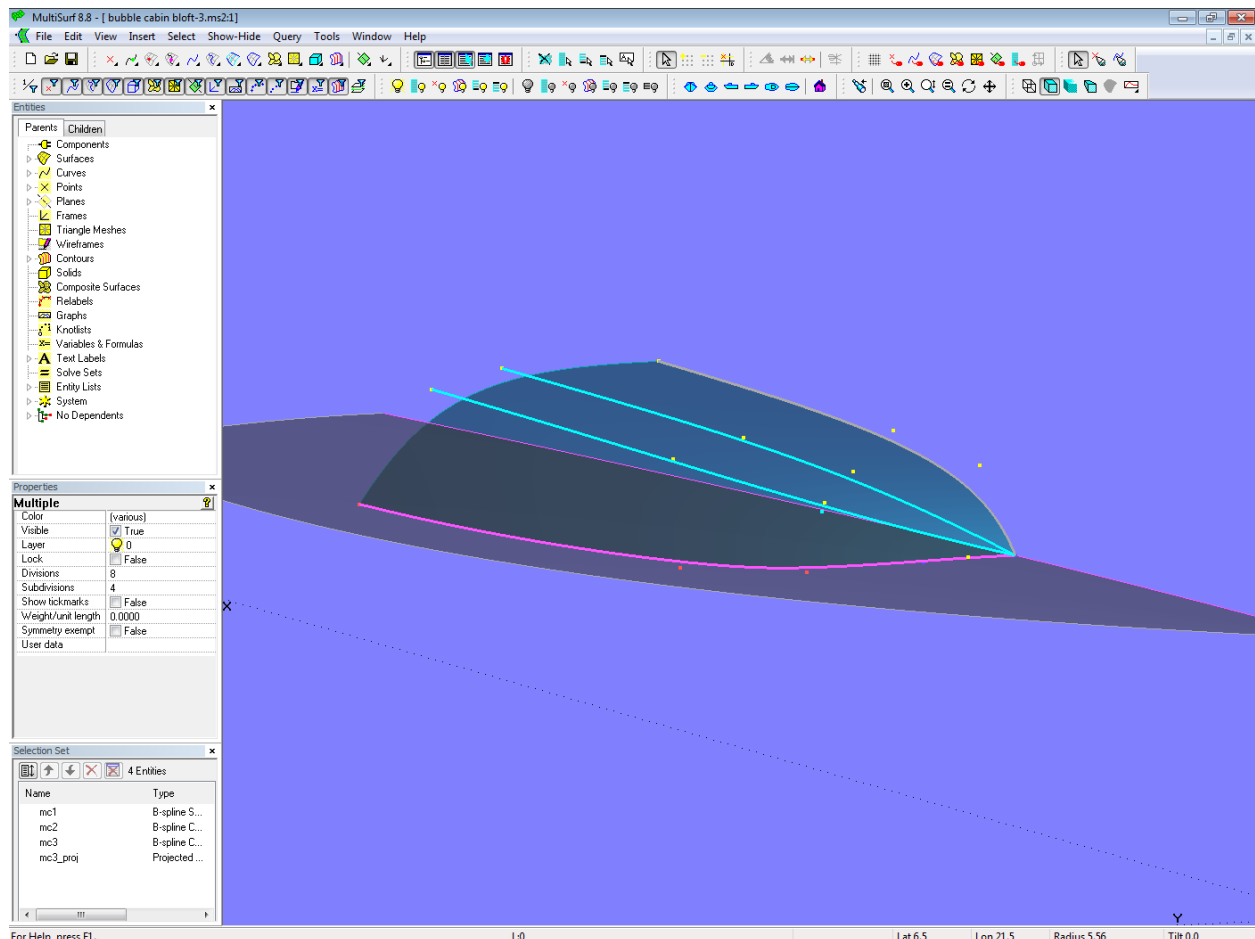 MultiSurf 8.8 - [ bubble cabin bloft-3.ms2:1]
File Edit View Insert Select Show-Hide Query Tools Window Help
Entities
Parents Children
Components
Surfaces
Curves
Points
Planes
Frames
Triangle Meshes
Wireframes
Contours
Solids
Composite Surfaces
Relabels
Graphs
Knotlists
Variables & Formulas
Text Labels
Solve Sets
Entity Lists
System
No Dependents
Properties
Multiple
Color (various)
Visible True
Layer 0
Lock False
Divisions 8
Subdivisions 4
Show tickmarks False
Weight/unit length 0.0000
Symmetry exempt False
User data
Selection Set
4 Entities
Name Type
mc1 B-spline S...
mc2 B-spline C...
mc3 B-spline C...
mc3_proj Projected ...
X
Y
For Help, press F1. L:0 Lat 6.5 Lon 21.5 Radius 5.56 Tilt 0.0